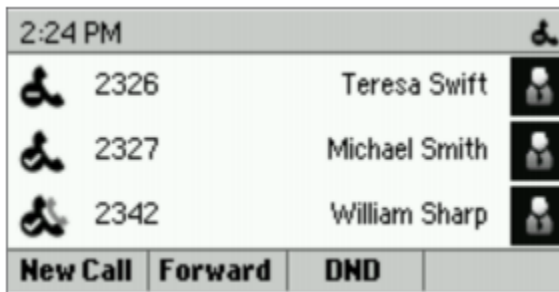 2:24 PM
2326 Teresa Swift
2327 Michael Smith
2342 William Sharp
New Call Forward DND